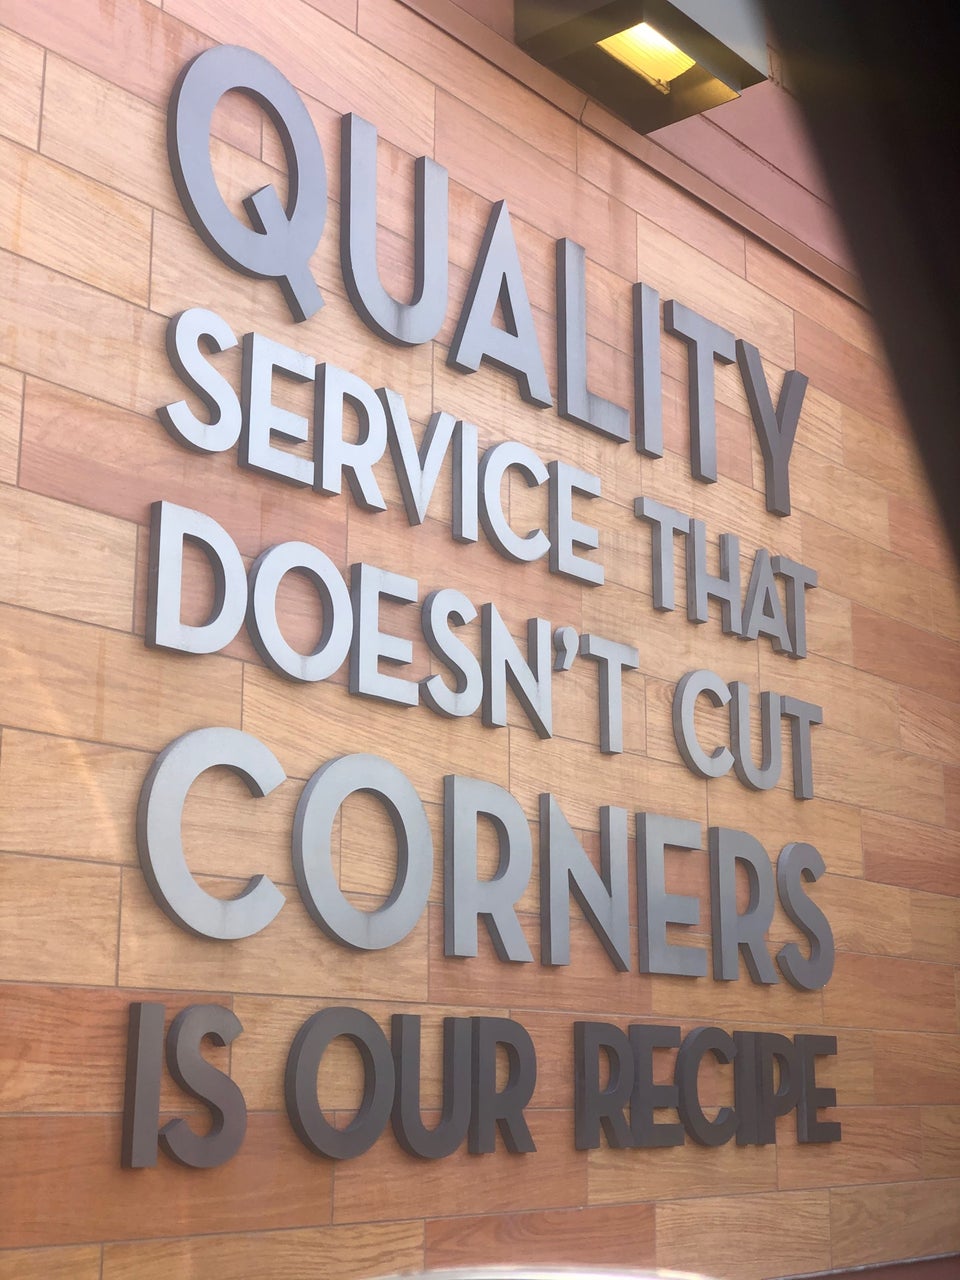 QUALITY
SERVICE THAT
DOESN'T CUT
CORNERS
IS OUR RECIPE